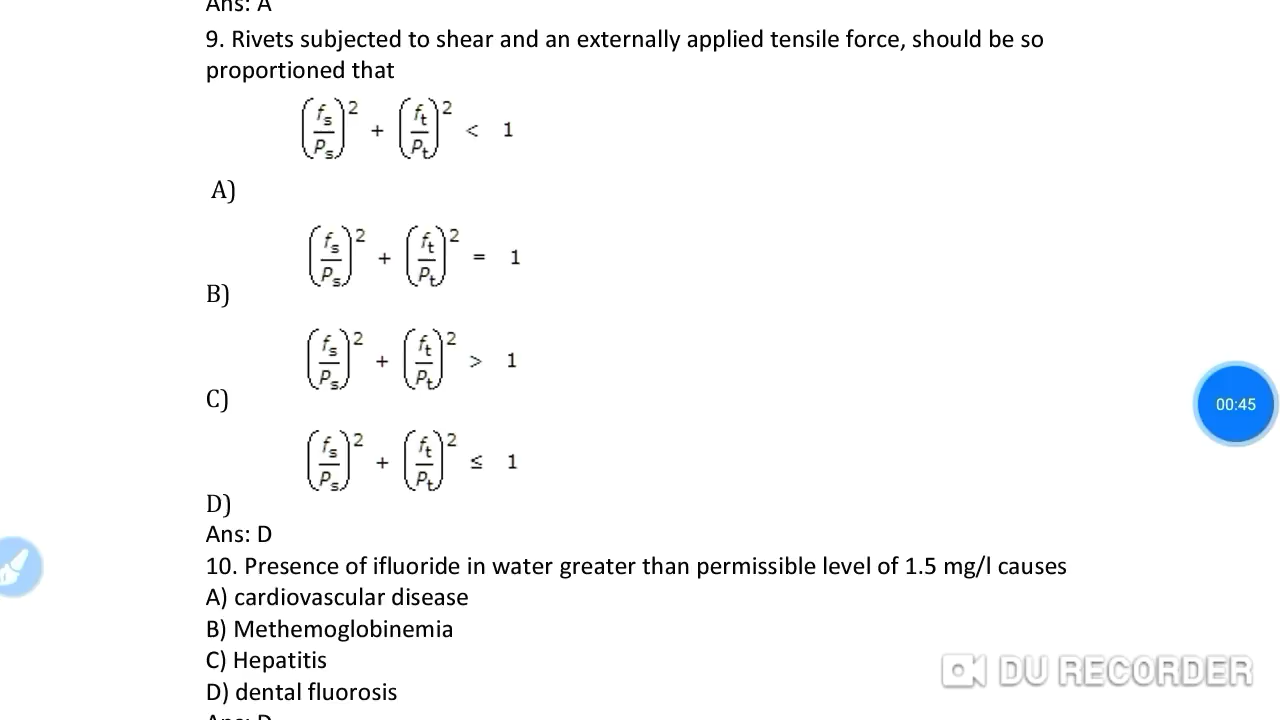 Ans: A
9. Rivets subjected to shear and an externally applied tensile force, should be so
proportioned that
(fs/Ps)² + (ft/Pt)² < 1
A)
(fs/Ps)² + (ft/Pt)² = 1
B)
(fs/Ps)² + (ft/Pt)² > 1
C)
(fs/Ps)² + (ft/Pt)² ≤ 1
D)
Ans: D
10. Presence of ifluoride in water greater than permissible level of 1.5 mg/l causes
A) cardiovascular disease
B) Methemoglobinemia
C) Hepatitis
D) dental fluorosis
Ans: D
00:45
DU RECORDER